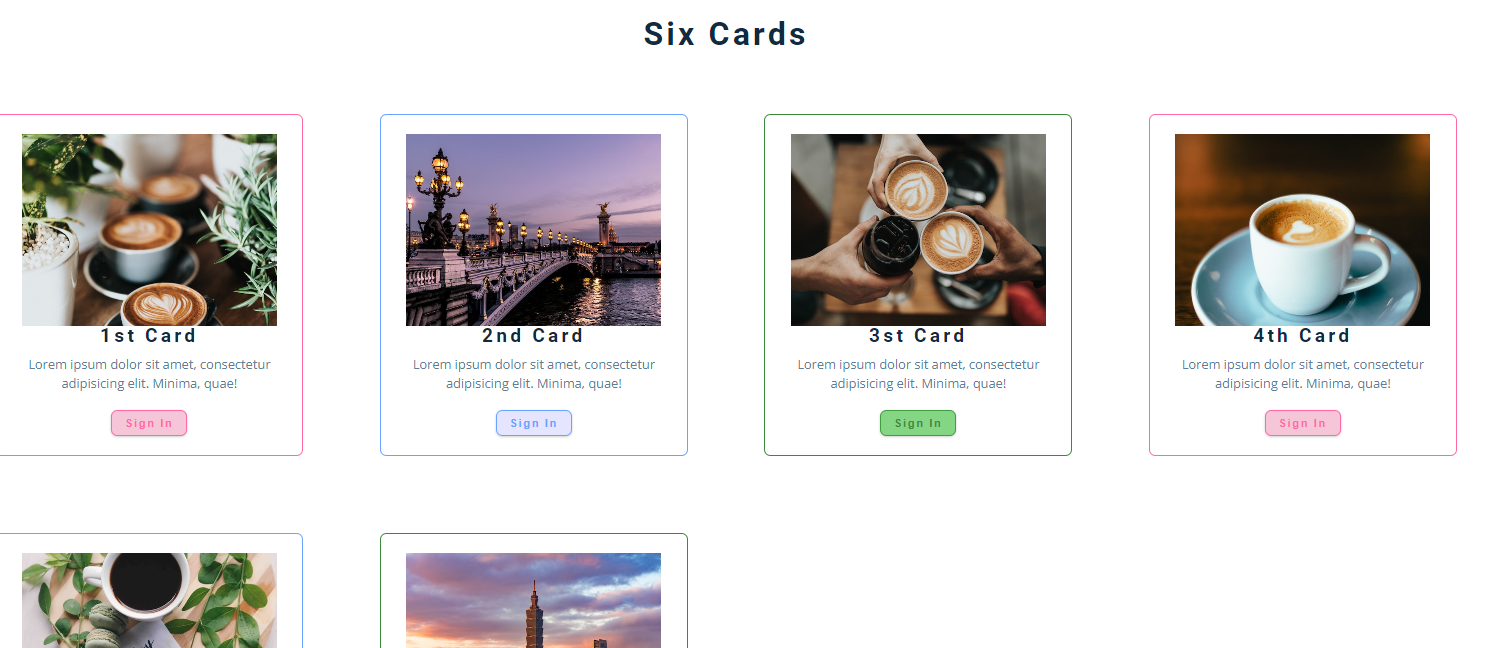 Six Cards
1st Card
Lorem ipsum dolor sit amet, consectetur
adipisicing elit. Minima, quae!
Sign In
2nd Card
Lorem ipsum dolor sit amet, consectetur
adipisicing elit. Minima, quae!
Sign In
3st Card
Lorem ipsum dolor sit amet, consectetur
adipisicing elit. Minima, quae!
Sign In
4th Card
Lorem ipsum dolor sit amet, consectetur
adipisicing elit. Minima, quae!
Sign In